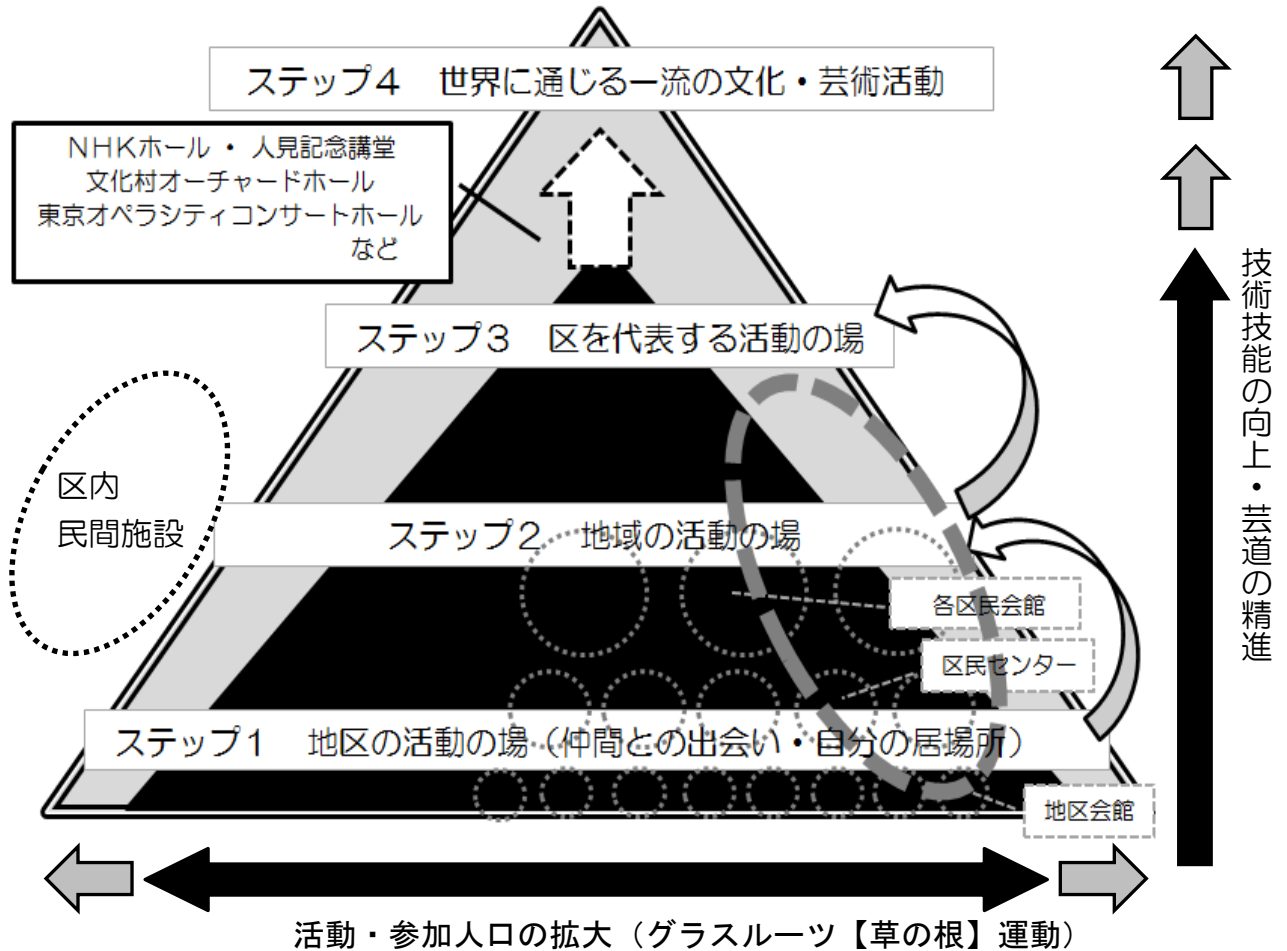 ステップ4　世界に通じる一流の文化・芸術活動
NHKホール ・ 人見記念講堂
文化村オーチャードホール
東京オペラシティコンサートホール
など
ステップ3　区を代表する活動の場
区内
民間施設
ステップ2　地域の活動の場
各区民会館
区民センター
ステップ1　地区の活動の場（仲間との出会い・自分の居場所）
地区会館
技術技能の向上・芸道の精進
活動・参加人口の拡大（グラスルーツ【草の根】運動）